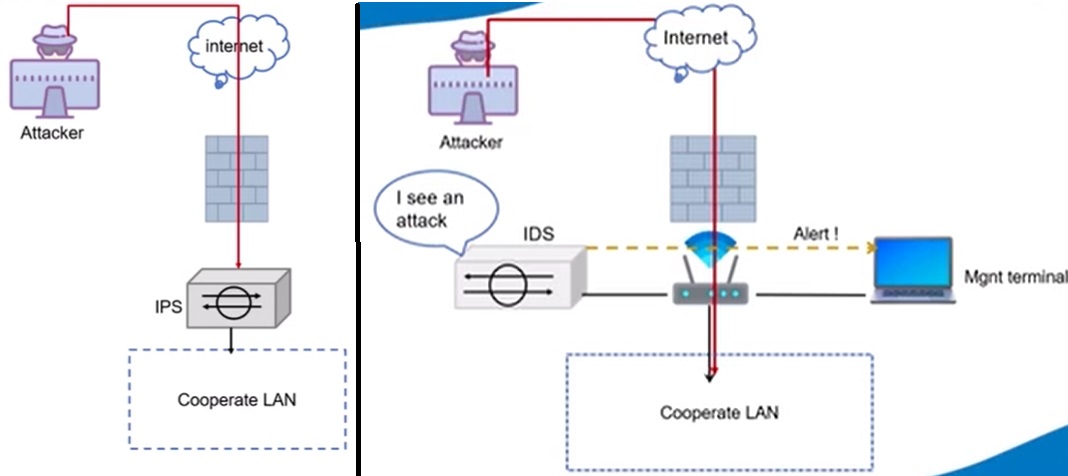 internet
Attacker
IPS
Cooperate LAN
Internet
Attacker
I see an
attack
IDS
Alert !
Mgnt terminal
Cooperate LAN